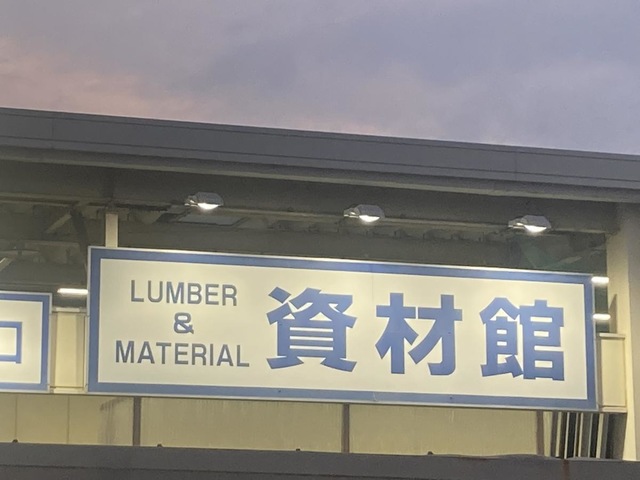 LUMBER
&
MATERIAL
資材館